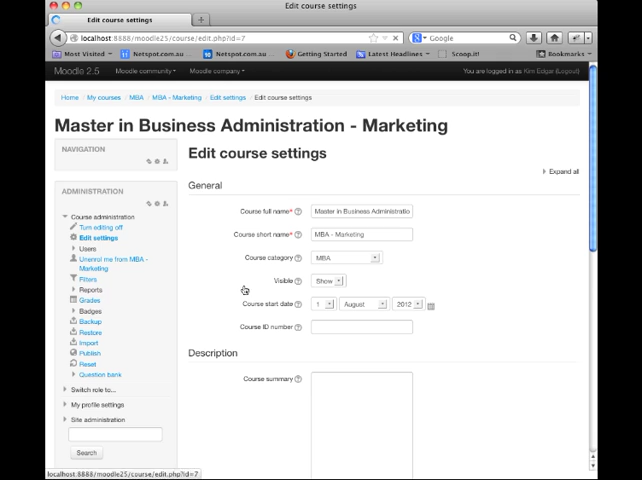 Edit course settings
Edit course settings
localhost:8888/moodle25/course/edit.php?id=7
Google
Most Visited
Netspot.com.au...
Netspot.com.au...
Getting Started
Latest Headlines
Scoop.it!
Bookmarks
Moodle 2.5
Moodle community
Moodle company
You are logged in as Kim Edgar (Logout)
Home / My courses / MBA / MBA - Marketing / Edit settings / Edit course settings
Master in Business Administration - Marketing
NAVIGATION
ADMINISTRATION
Course administration
Turn editing off
Edit settings
Users
Unenrol me from MBA -
Marketing
Filters
Reports
Grades
Badges
Backup
Restore
Import
Publish
Reset
Question bank
Switch role to...
My profile settings
Site administration
Search
Edit course settings
Expand all
General
Course full name* Master in Business Administratio
Course short name* MBA - Marketing
Course category MBA
Visible Show
Course start date 1 August 2012
Course ID number
Description
Course summary
localhost:8888/moodle25/course/edit.php?id=7